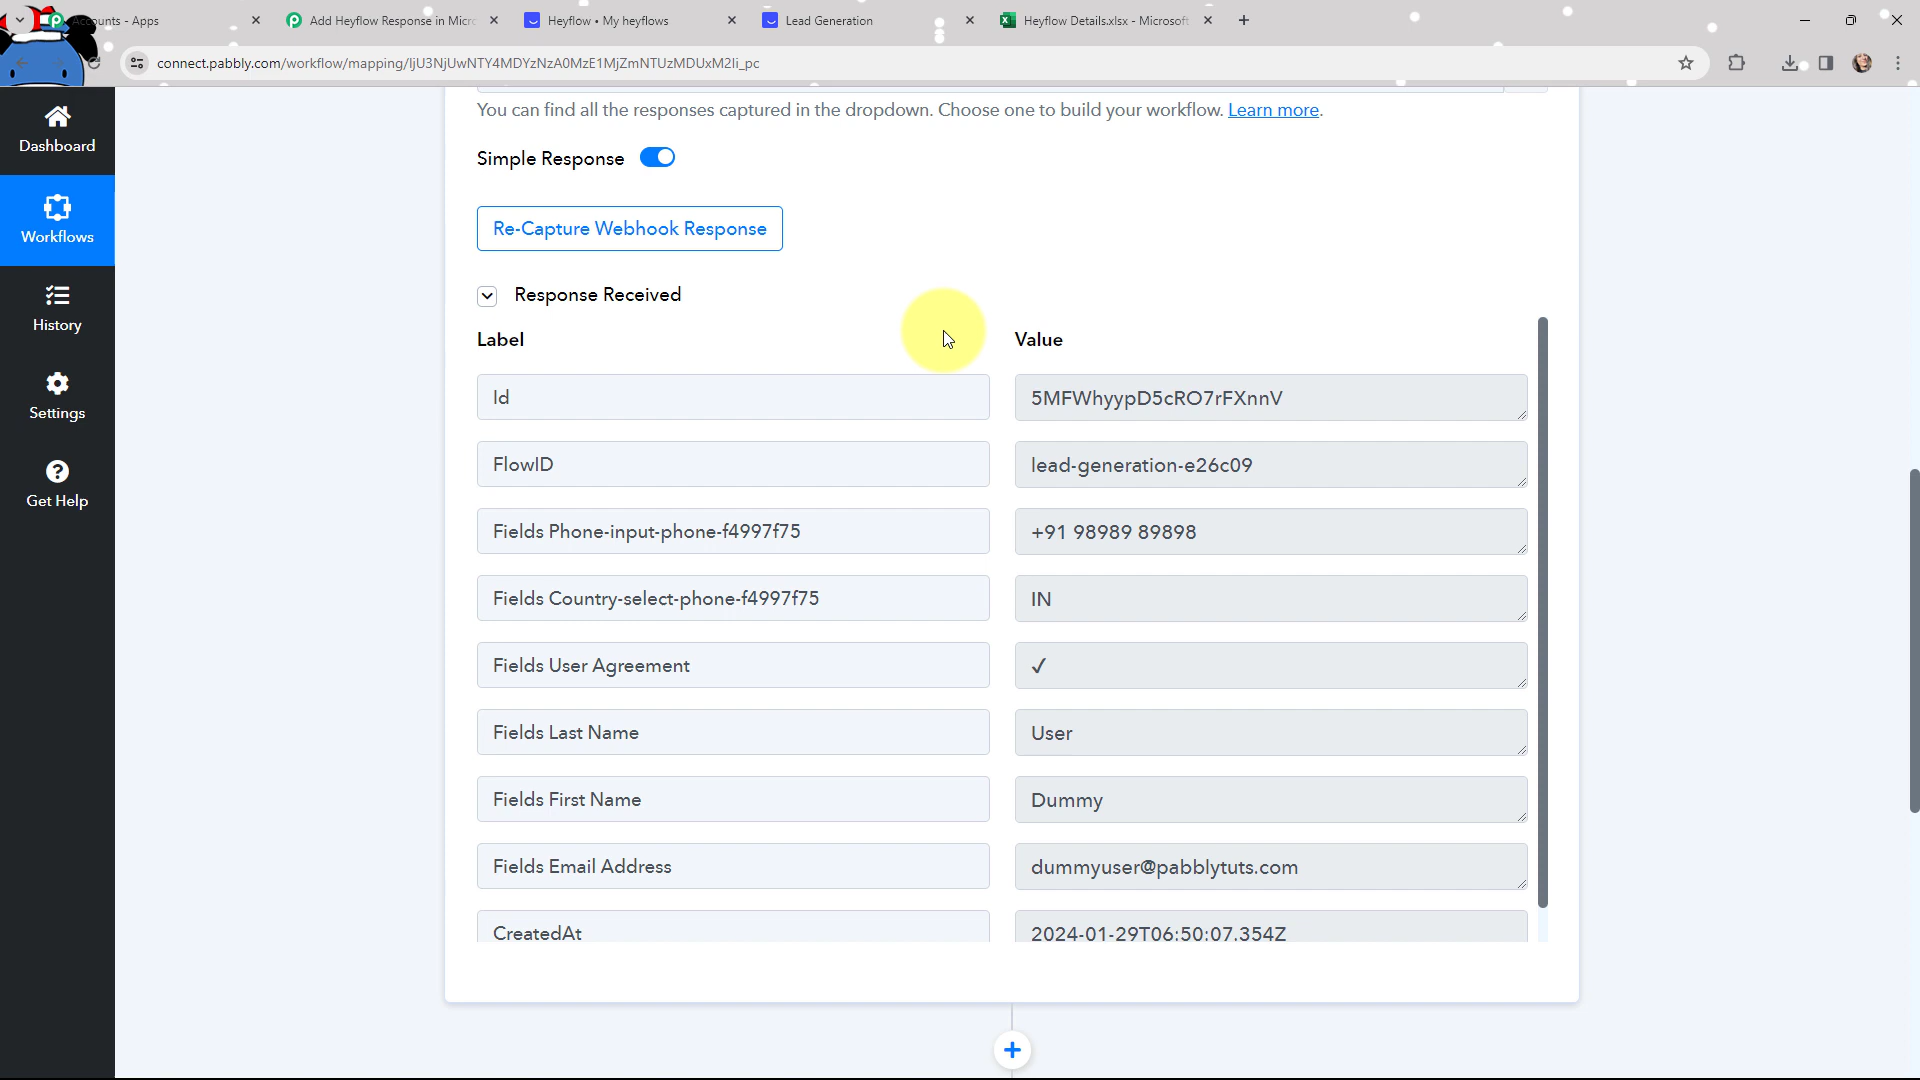 Accounts - Apps
Add Heyflow Response in Micro
Heyflow • My heyflows
Lead Generation
Heyflow Details.xlsx - Microsoft
connect.pabbly.com/workflow/mapping/IjU3NjUwNTY4MDYzNzA0MzE1MjZmNTUzMDUxM2Ii_pc
Dashboard
Workflows
History
Settings
Get Help
You can find all the responses captured in the dropdown. Choose one to build your workflow. Learn more.
Simple Response
Re-Capture Webhook Response
Response Received
Label Value
Id 5MFWhyypD5cRO7rFXnnV
FlowID lead-generation-e26c09
Fields Phone-input-phone-f4997f75 +91 98989 89898
Fields Country-select-phone-f4997f75 IN
Fields User Agreement ✓
Fields Last Name User
Fields First Name Dummy
Fields Email Address dummyuser@pabblytuts.com
CreatedAt 2024-01-29T06:50:07.354Z